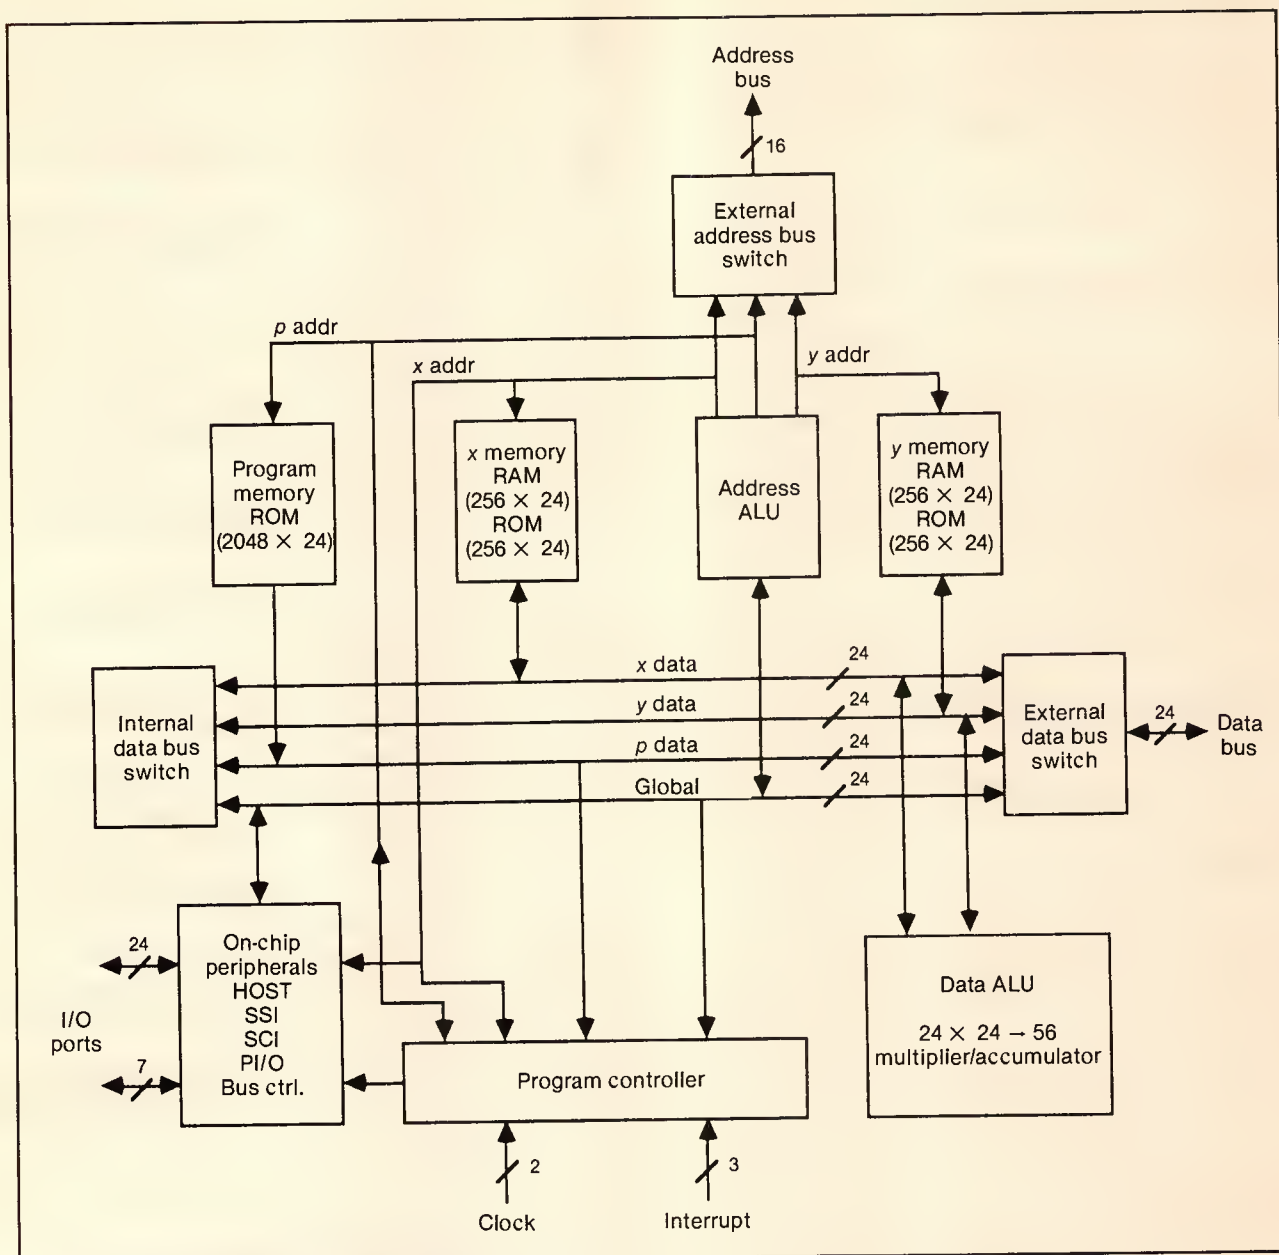 Address
bus
16
External
address bus
switch
p addr
x addr
y addr
Program
memory
ROM
(2048 × 24)
x memory
RAM
(256 × 24)
ROM
(256 × 24)
Address
ALU
y memory
RAM
(256 × 24)
ROM
(256 × 24)
Internal
data bus
switch
x data
24
y data
24
p data
24
Global
24
External
data bus
switch
24
Data
bus
I/O
ports
24
7
On-chip
peripherals
HOST
SSI
SCI
PI/O
Bus ctrl.
Program controller
Data ALU
24 × 24 → 56
multiplier/accumulator
2
Clock
3
Interrupt